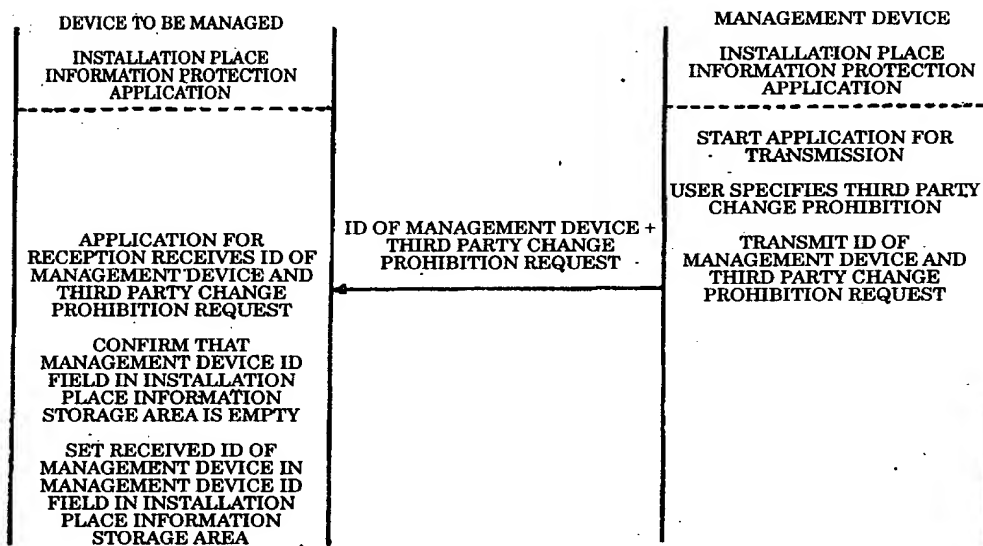 DEVICE TO BE MANAGED
INSTALLATION PLACE
INFORMATION PROTECTION
APPLICATION
APPLICATION FOR
RECEPTION RECEIVES ID OF
MANAGEMENT DEVICE AND
THIRD PARTY CHANGE
PROHIBITION REQUEST
CONFIRM THAT
MANAGEMENT DEVICE ID
FIELD IN INSTALLATION
PLACE INFORMATION
STORAGE AREA IS EMPTY
SET RECEIVED ID OF
MANAGEMENT DEVICE IN
MANAGEMENT DEVICE ID
FIELD IN INSTALLATION
PLACE INFORMATION
STORAGE AREA
ID OF MANAGEMENT DEVICE +
THIRD PARTY CHANGE
PROHIBITION REQUEST
MANAGEMENT DEVICE
INSTALLATION PLACE
INFORMATION PROTECTION
APPLICATION
START APPLICATION FOR
TRANSMISSION
USER SPECIFIES THIRD PARTY
CHANGE PROHIBITION
TRANSMIT ID OF
MANAGEMENT DEVICE AND
THIRD PARTY CHANGE
PROHIBITION REQUEST